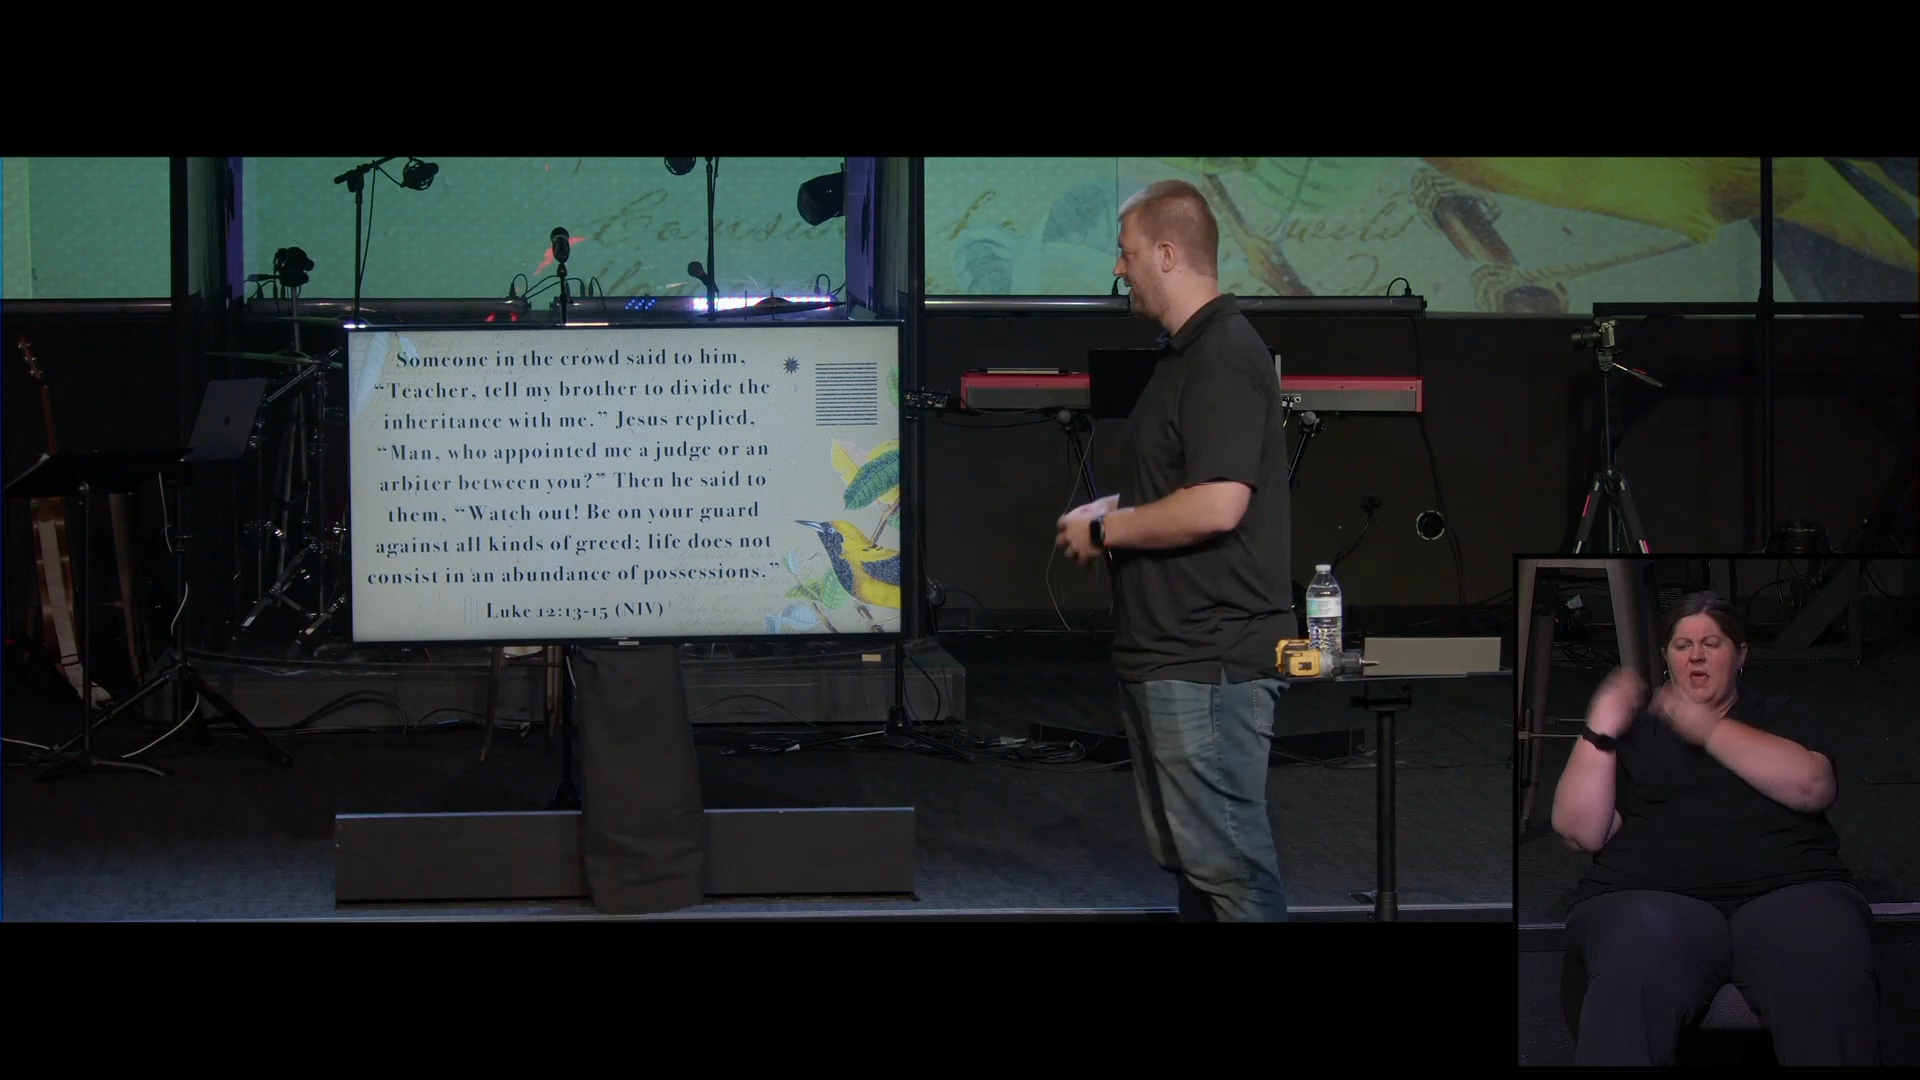 Consi
wild
Someone in the crowd said to him,
“Teacher, tell my brother to divide the
inheritance with me.” Jesus replied,
“Man, who appointed me a judge or an
arbiter between you?” Then he said to
them, “Watch out! Be on your guard
against all kinds of greed; life does not
consist in an abundance of possessions.”
Luke 12:13-15 (NIV)